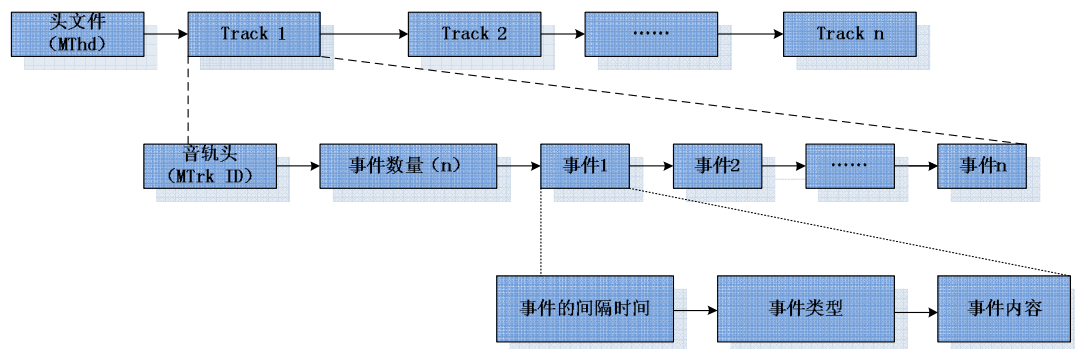 头文件
（MThd）
Track 1
Track 2
……
Track n
音轨头
（MTrk ID）
事件数量（n）
事件1
事件2
……
事件n
事件的间隔时间
事件类型
事件内容